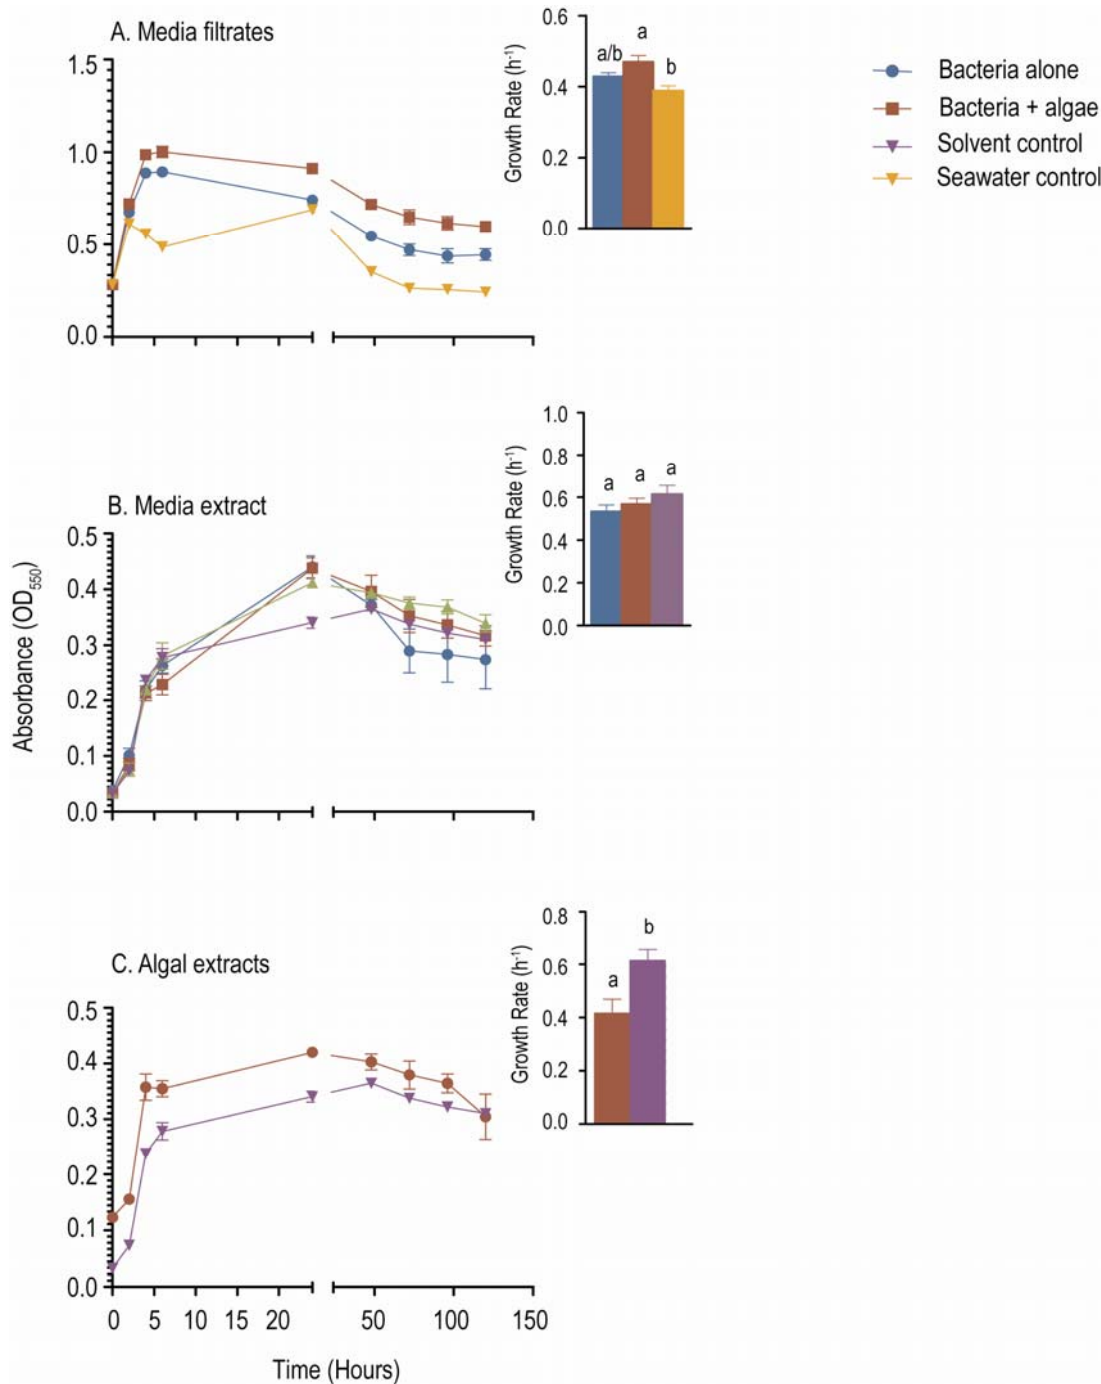 A. Media filtrates
1.5
1.0
0.5
0.0
Growth Rate (h-1)
0.6
0.4
0.2
0.0
a/b
a
b
Bacteria alone
Bacteria + algae
Solvent control
Seawater control
B. Media extract
Absorbance (OD550)
0.5
0.4
0.3
0.2
0.1
0.0
Growth Rate (h-1)
1.0
0.8
0.6
0.4
0.2
0.0
a
a
a
C. Algal extracts
0.5
0.4
0.3
0.2
0.1
0.0
0 5 10 15 20 50 100 150
Time (Hours)
Growth Rate (h-1)
0.8
0.6
0.4
0.2
0.0
a
b